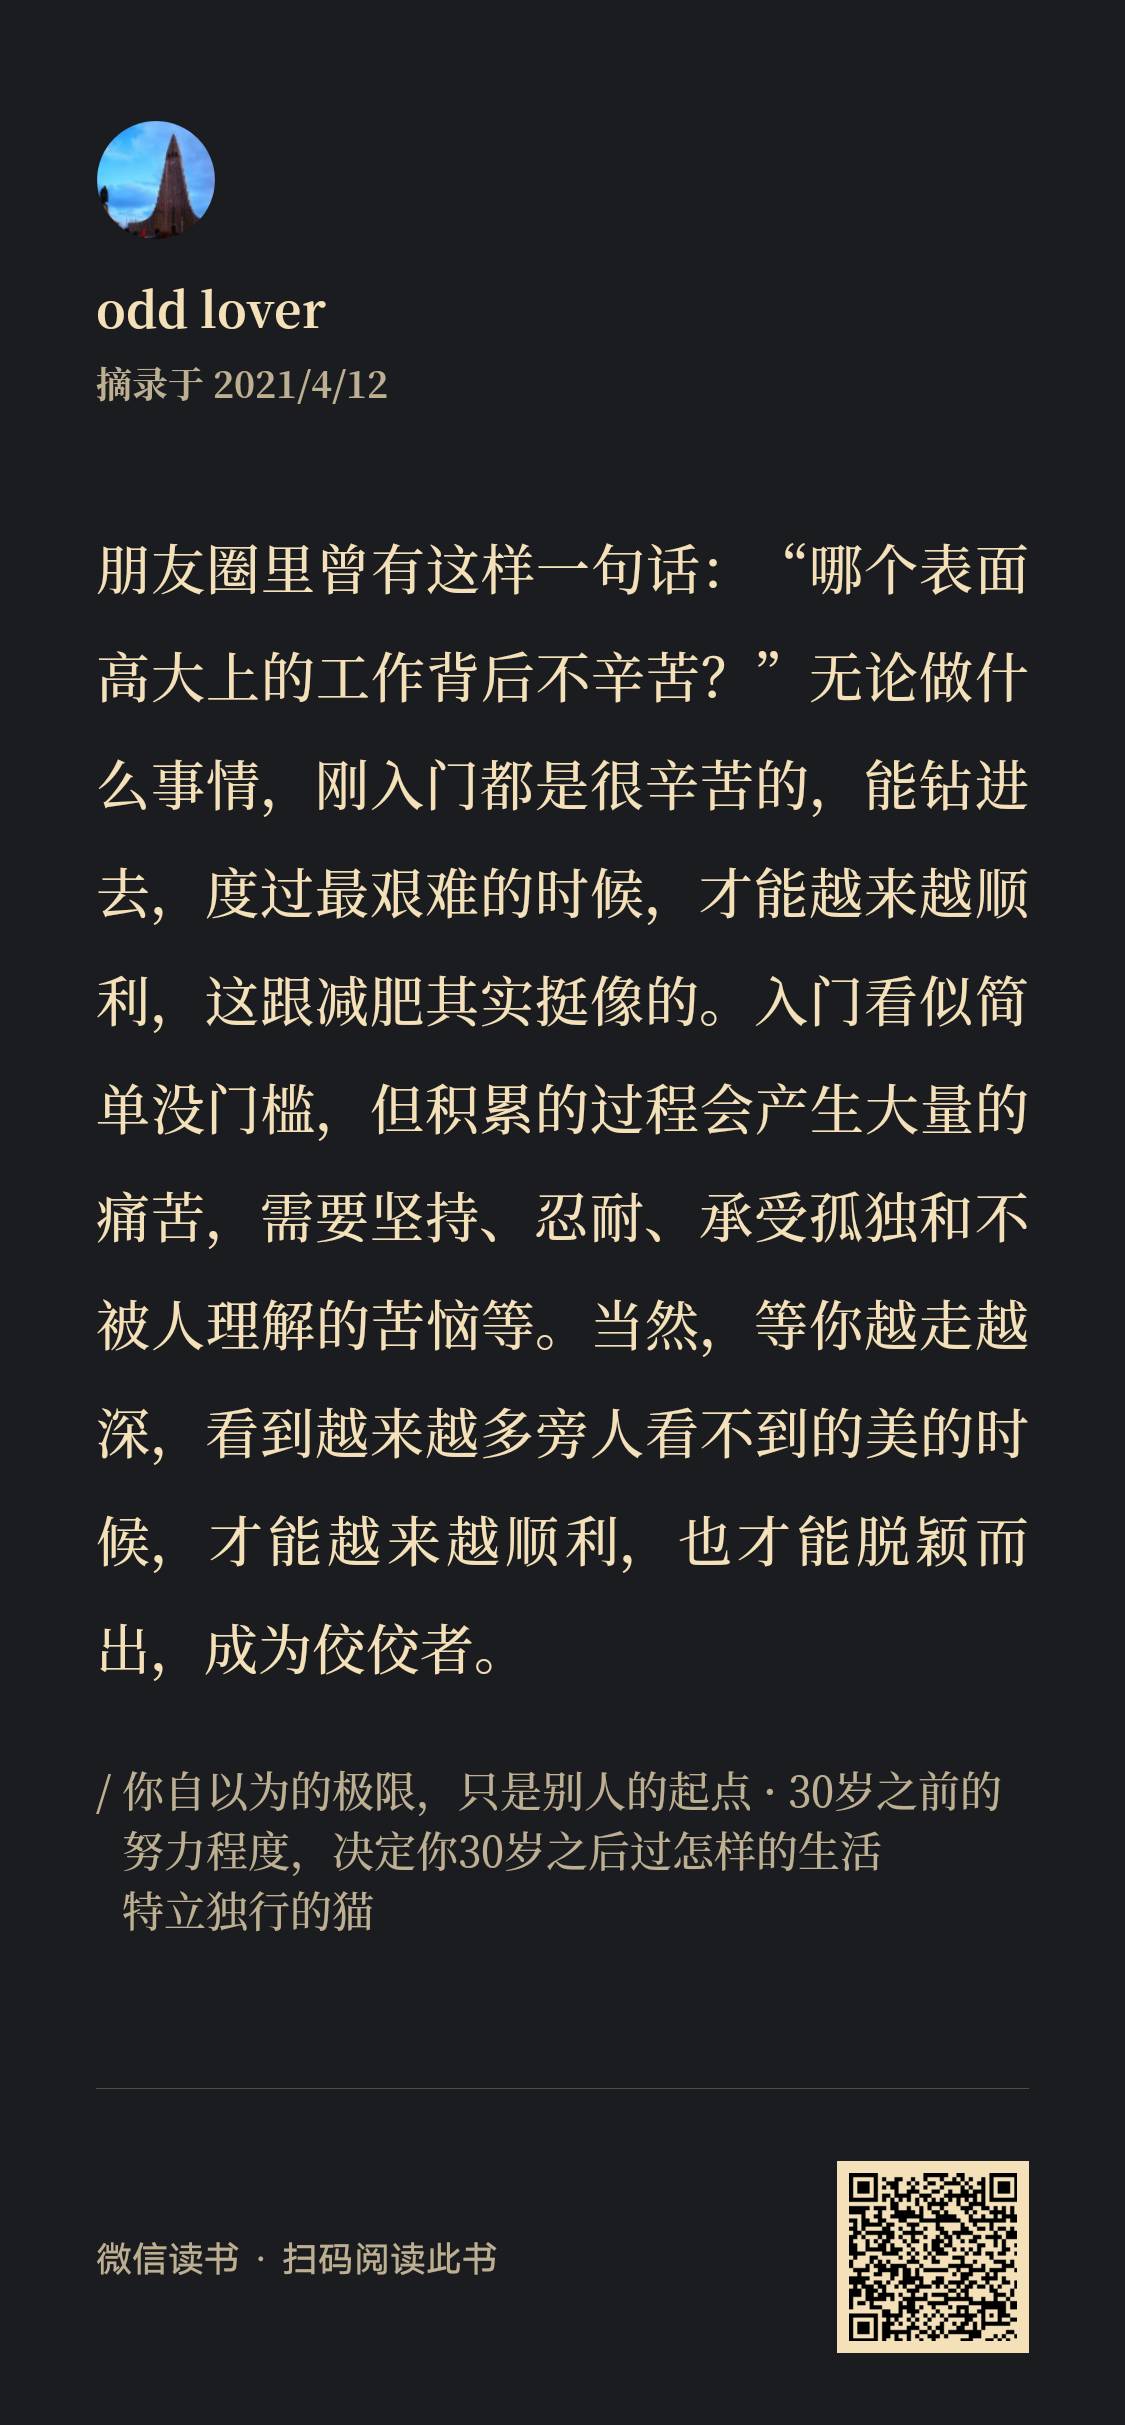 odd lover
摘录于 2021/4/12
朋友圈里曾有这样一句话：“哪个表面
高大上的工作背后不辛苦？”无论做什
么事情，刚入门都是很辛苦的，能钻进
去，度过最艰难的时候，才能越来越顺
利，这跟减肥其实挺像的。入门看似简
单没门槛，但积累的过程会产生大量的
痛苦，需要坚持、忍耐、承受孤独和不
被人理解的苦恼等。当然，等你越走越
深，看到越来越多旁人看不到的美的时
候，才能越来越顺利，也才能脱颖而
出，成为佼佼者。
/ 你自以为的极限，只是别人的起点 · 30岁之前的
努力程度，决定你30岁之后过怎样的生活
特立独行的猫
微信读书 · 扫码阅读此书